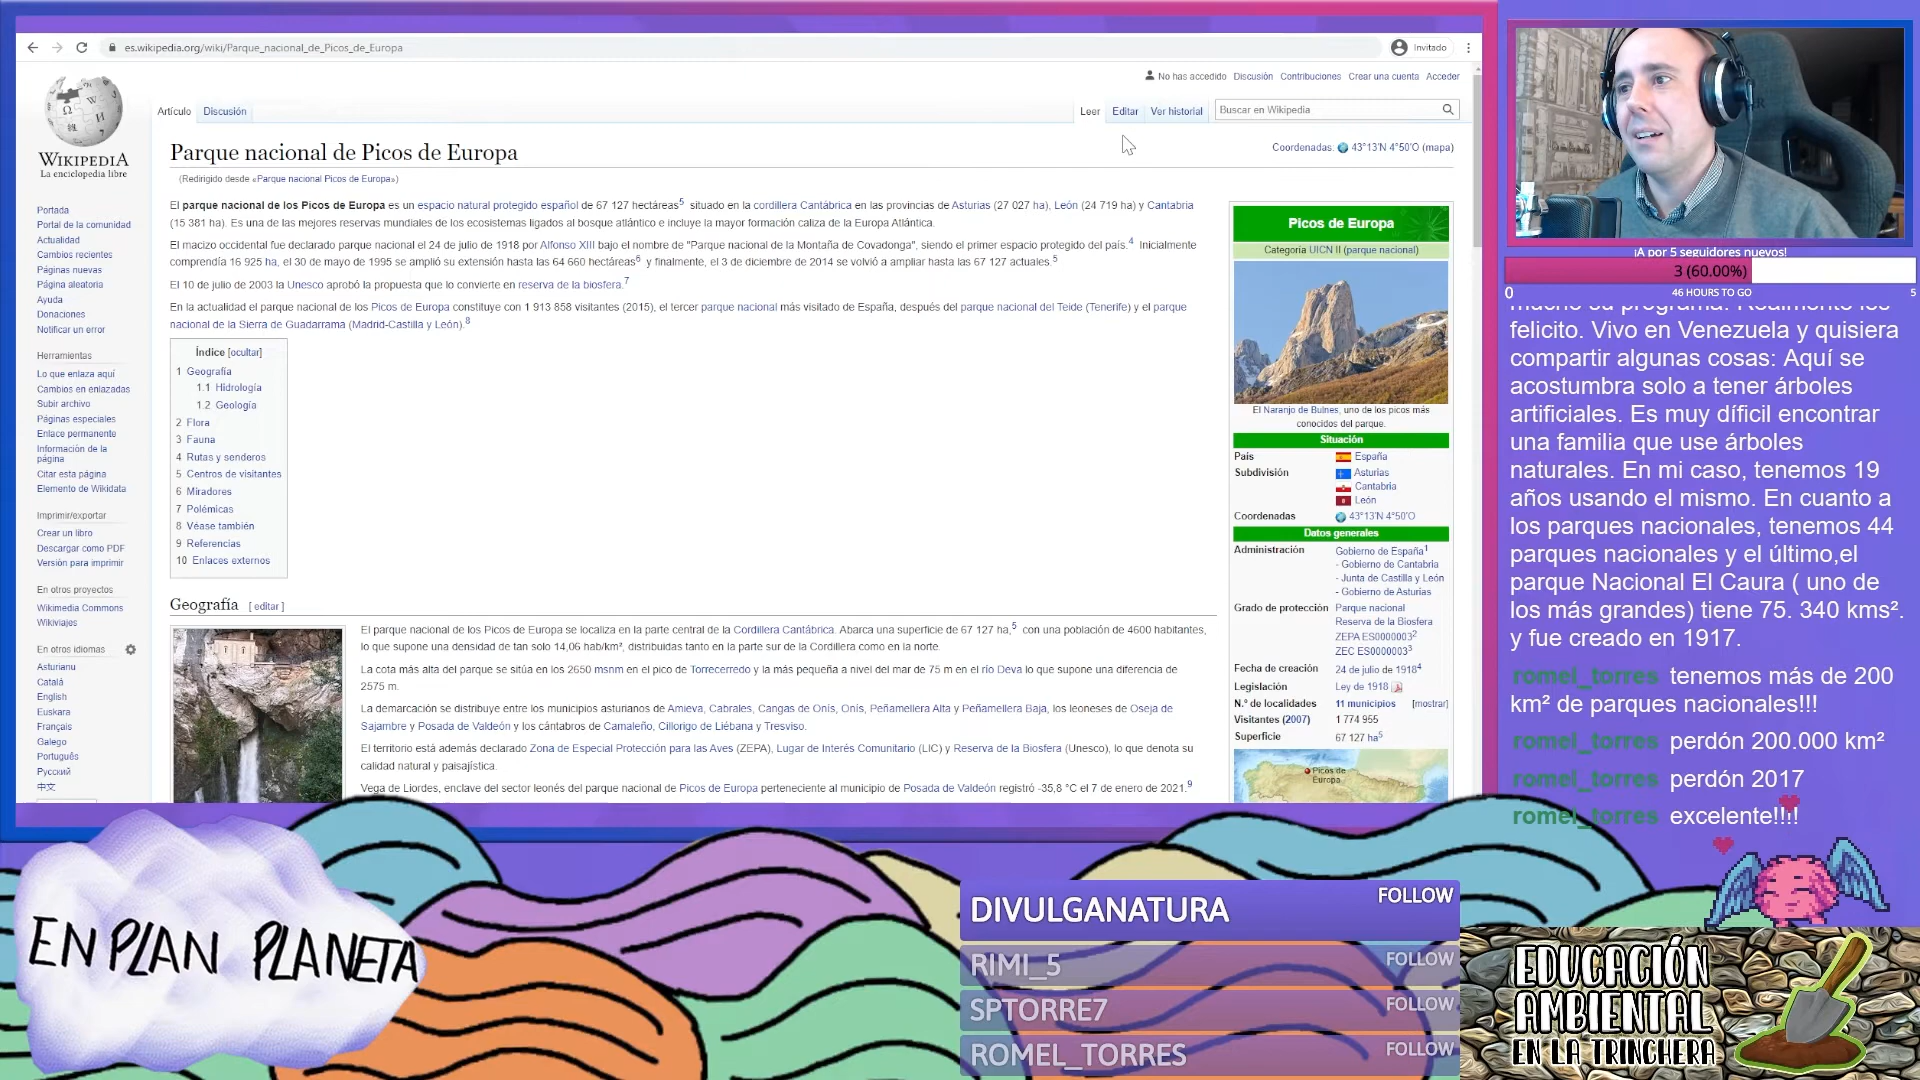 es.wikipedia.org/wiki/Parque_nacional_de_Picos_de_Europa
Invitado
No has accedido Discusión Contribuciones Crear una cuenta Acceder
Artículo Discusión
Leer Editar Ver historial Buscar en Wikipedia
WIKIPEDIA
La enciclopedia libre
Portada
Portal de la comunidad
Actualidad
Cambios recientes
Páginas nuevas
Página aleatoria
Ayuda
Donaciones
Notificar un error
Herramientas
Lo que enlaza aquí
Cambios en enlazadas
Subir archivo
Páginas especiales
Enlace permanente
Información de la
página
Citar esta página
Elemento de Wikidata
Imprimir/exportar
Crear un libro
Descargar como PDF
Versión para imprimir
En otros proyectos
Wikimedia Commons
Wikiviajes
En otros idiomas
Asturianu
Català
English
Euskara
Français
Galego
Português
Русский
中文
Parque nacional de Picos de Europa
Coordenadas: 43°13′N 4°50′O (mapa)
(Redirigido desde «Parque nacional Picos de Europa»)
El parque nacional de los Picos de Europa es un espacio natural protegido español de 67 127 hectáreas5 situado en la cordillera Cantábrica en las provincias de Asturias (27 027 ha), León (24 719 ha) y Cantabria
(15 381 ha). Es una de las mejores reservas mundiales de los ecosistemas ligados al bosque atlántico e incluye la mayor formación caliza de la Europa Atlántica.
El macizo occidental fue declarado parque nacional el 24 de julio de 1918 por Alfonso XIII bajo el nombre de "Parque nacional de la Montaña de Covadonga", siendo el primer espacio protegido del país.4 Inicialmente
comprendía 16 925 ha, el 30 de mayo de 1995 se amplió su extensión hasta las 64 660 hectáreas6 y finalmente, el 3 de diciembre de 2014 se volvió a ampliar hasta las 67 127 actuales.5
El 10 de julio de 2003 la Unesco aprobó la propuesta que lo convierte en reserva de la biosfera.7
En la actualidad el parque nacional de los Picos de Europa constituye con 1 913 858 visitantes (2015), el tercer parque nacional más visitado de España, después del parque nacional del Teide (Tenerife) y el parque
nacional de la Sierra de Guadarrama (Madrid-Castilla y León).8
Índice [ocultar]
1 Geografía
1.1 Hidrología
1.2 Geología
2 Flora
3 Fauna
4 Rutas y senderos
5 Centros de visitantes
6 Miradores
7 Polémicas
8 Véase también
9 Referencias
10 Enlaces externos
Geografía [ editar ]
El parque nacional de los Picos de Europa se localiza en la parte central de la Cordillera Cantábrica. Abarca una superficie de 67 127 ha,5 con una población de 4600 habitantes,
lo que supone una densidad de tan solo 14,06 hab/km², distribuidas tanto en la parte sur de la Cordillera como en la norte.
La cota más alta del parque se sitúa en los 2650 msnm en el pico de Torrecerredo y la más pequeña a nivel del mar de 75 m en el río Deva lo que supone una diferencia de
2575 m.
La demarcación se distribuye entre los municipios asturianos de Amieva, Cabrales, Cangas de Onís, Onís, Peñamellera Alta y Peñamellera Baja, los leoneses de Oseja de
Sajambre y Posada de Valdeón y los cántabros de Camaleño, Cillorigo de Liébana y Tresviso.
El territorio está además declarado Zona de Especial Protección para las Aves (ZEPA), Lugar de Interés Comunitario (LIC) y Reserva de la Biosfera (Unesco), lo que denota su
calidad natural y paisajística.
Vega de Liordes, enclave del sector leonés del parque nacional de Picos de Europa perteneciente al municipio de Posada de Valdeón registró -35,8 °C el 7 de enero de 2021.9
Picos de Europa
Categoría UICN II (parque nacional)
El Naranjo de Bulnes, uno de los picos más
conocidos del parque.
Situación
País España
Subdivisión Asturias
Cantabria
León
Coordenadas 43°13′N 4°50′O
Datos generales
Administración Gobierno de España1
- Gobierno de Cantabria
- Junta de Castilla y León
- Gobierno de Asturias
Grado de protección Parque nacional
Reserva de la Biosfera
ZEPA ES00000032
ZEC ES00000033
Fecha de creación 24 de julio de 19184
Legislación Ley de 1918
N.º de localidades 11 municipios [mostrar]
Visitantes (2007) 1 774 955
Superficie 67 127 ha5
Picos de
Europa
¡A por 5 seguidores nuevos!
3 (60.00%)
0 46 HOURS TO GO 5
mucho su programa. Realmente los
felicito. Vivo en Venezuela y quisiera
compartir algunas cosas: Aquí se
acostumbra solo a tener árboles
artificiales. Es muy díficil encontrar
una familia que use árboles
naturales. En mi caso, tenemos 19
años usando el mismo. En cuanto a
los parques nacionales, tenemos 44
parques nacionales y el último,el
parque Nacional El Caura ( uno de
los más grandes) tiene 75. 340 kms².
y fue creado en 1917.
romel_torres tenemos más de 200
km² de parques nacionales!!!
romel_torres perdón 200.000 km²
romel_torres perdón 2017
romel_torres excelente!!!!
EN PLAN PLANETA
DIVULGANATURA FOLLOW
RIMI_5 FOLLOW
SPTORRE7 FOLLOW
ROMEL_TORRES FOLLOW
EDUCACIÓN
AMBIENTAL
EN LA TRINCHERA